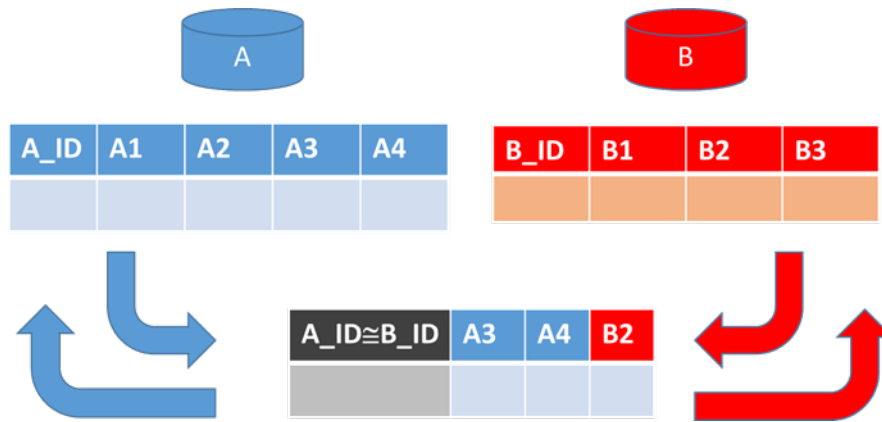 A
B
A_ID A1 A2 A3 A4
B_ID B1 B2 B3
A_ID≅B_ID A3 A4 B2